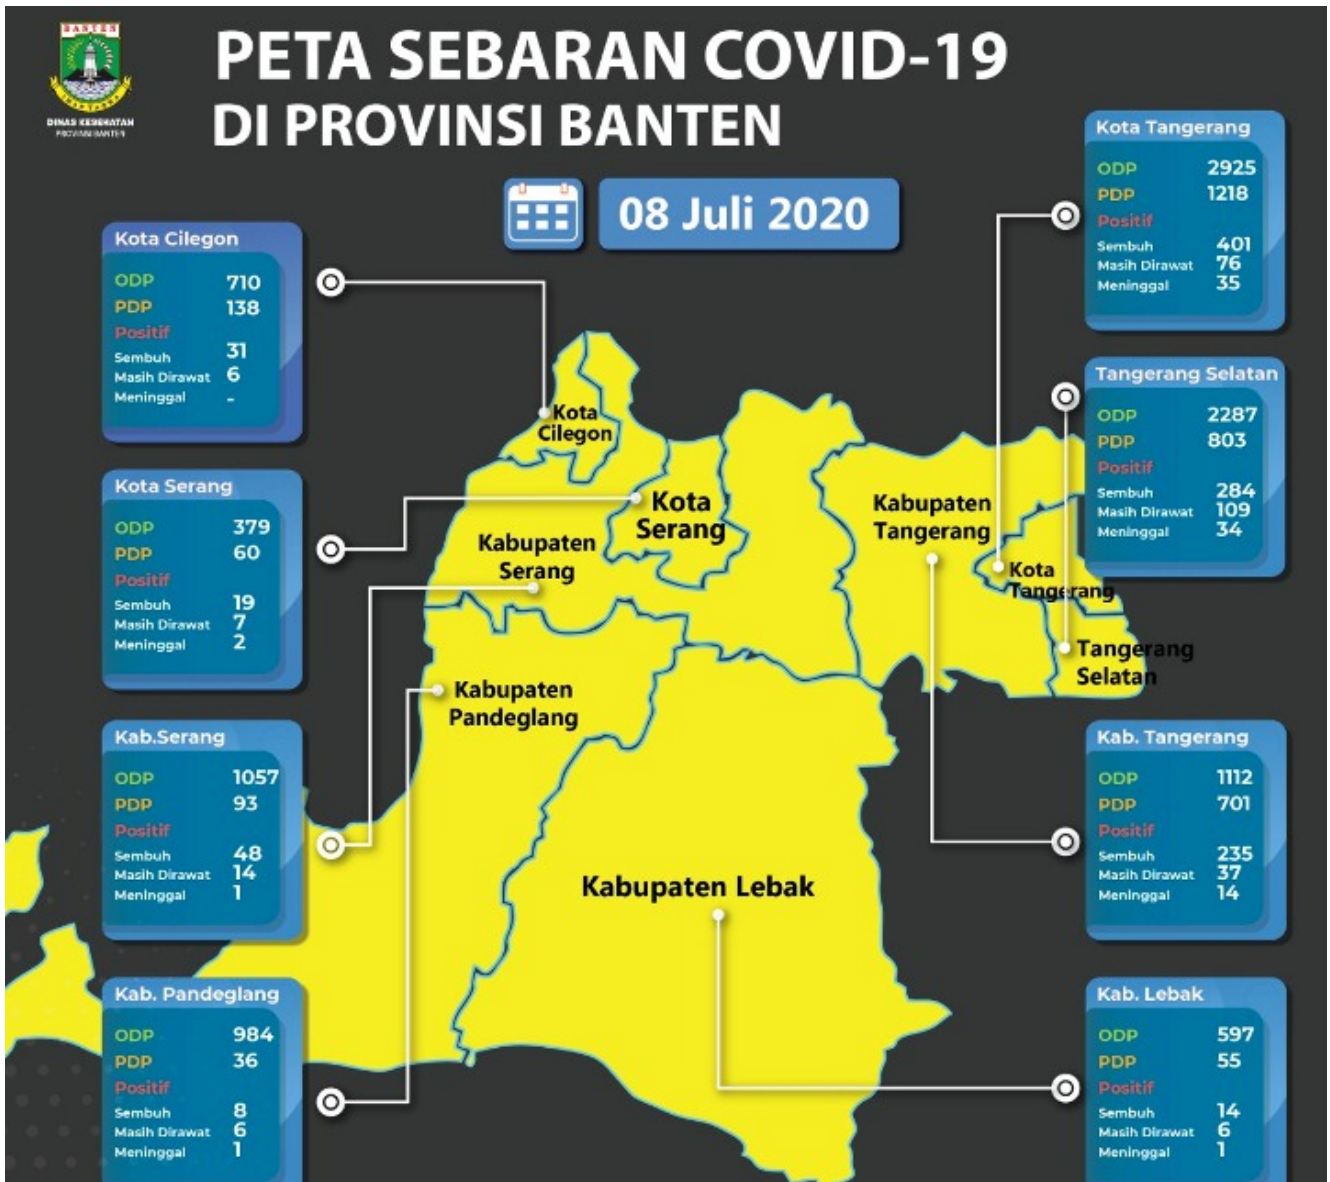 BANTEN
DINAS KESEHATAN
PROVINSI BANTEN
PETA SEBARAN COVID-19
DI PROVINSI BANTEN
08 Juli 2020
Kota Cilegon
ODP 710
PDP 138
Positif
Sembuh 31
Masih Dirawat 6
Meninggal -
Kota Serang
ODP 379
PDP 60
Positif
Sembuh 19
Masih Dirawat 7
Meninggal 2
Kab.Serang
ODP 1057
PDP 93
Positif
Sembuh 48
Masih Dirawat 14
Meninggal 1
Kab. Pandeglang
ODP 984
PDP 36
Positif
Sembuh 8
Masih Dirawat 6
Meninggal 1
Kota
Cilegon
Kota
Serang
Kabupaten
Serang
Kabupaten
Pandeglang
Kabupaten Lebak
Kabupaten
Tangerang
Kota
Tangerang
Tangerang
Selatan
Kota Tangerang
ODP 2925
PDP 1218
Positif
Sembuh 401
Masih Dirawat 76
Meninggal 35
Tangerang Selatan
ODP 2287
PDP 803
Positif
Sembuh 284
Masih Dirawat 109
Meninggal 34
Kab. Tangerang
ODP 1112
PDP 701
Positif
Sembuh 235
Masih Dirawat 37
Meninggal 14
Kab. Lebak
ODP 597
PDP 55
Positif
Sembuh 14
Masih Dirawat 6
Meninggal 1